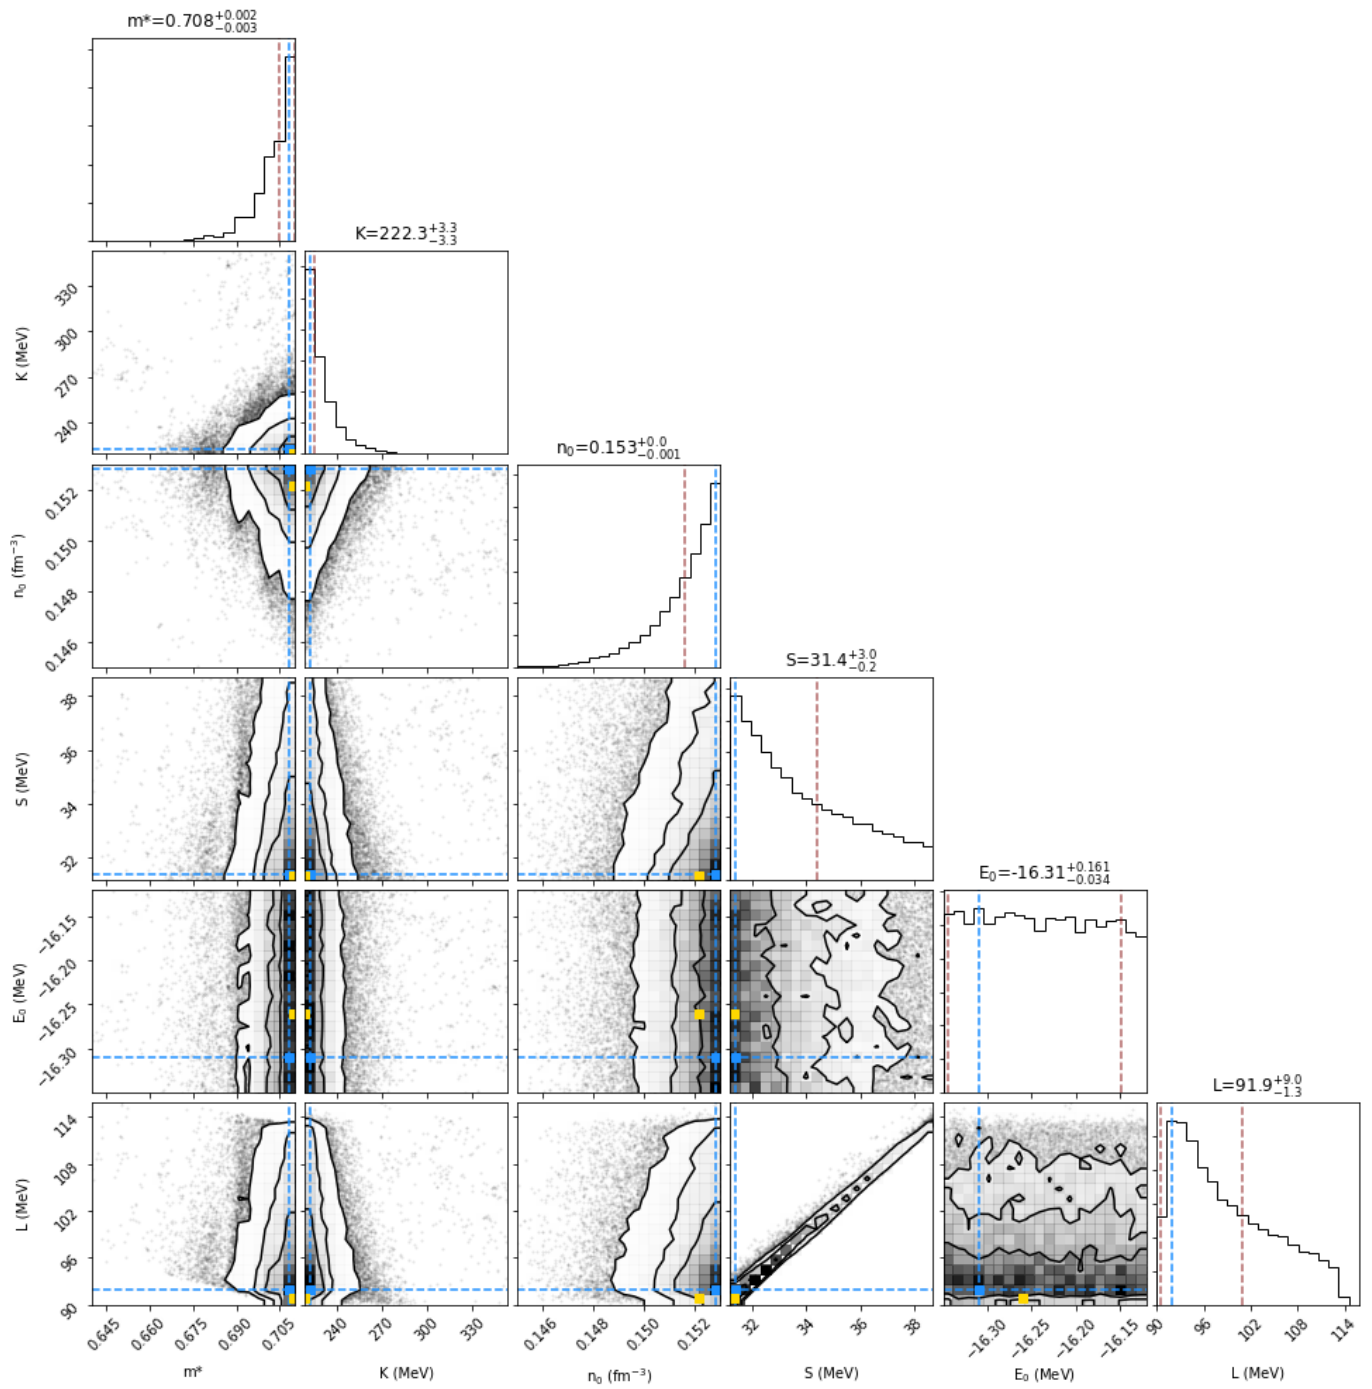 m*=0.708 +0.002 −0.003
K=222.3 +3.3 −3.3
K (MeV)
330
300
270
240
n₀=0.153 +0.0 −0.001
n₀ (fm⁻³)
0.152
0.150
0.148
0.146
S=31.4 +3.0 −0.2
S (MeV)
38
36
34
32
E₀=-16.31 +0.161 −0.034
E₀ (MeV)
−16.15
−16.20
−16.25
−16.30
L=91.9 +9.0 −1.3
L (MeV)
114
108
102
96
90
0.645 0.660 0.675 0.690 0.705 240 270 300 330 0.146 0.148 0.150 0.152 32 34 36 38 −16.30 −16.25 −16.20 −16.15 90 96 102 108 114
m* K (MeV) n₀ (fm⁻³) S (MeV) E₀ (MeV) L (MeV)